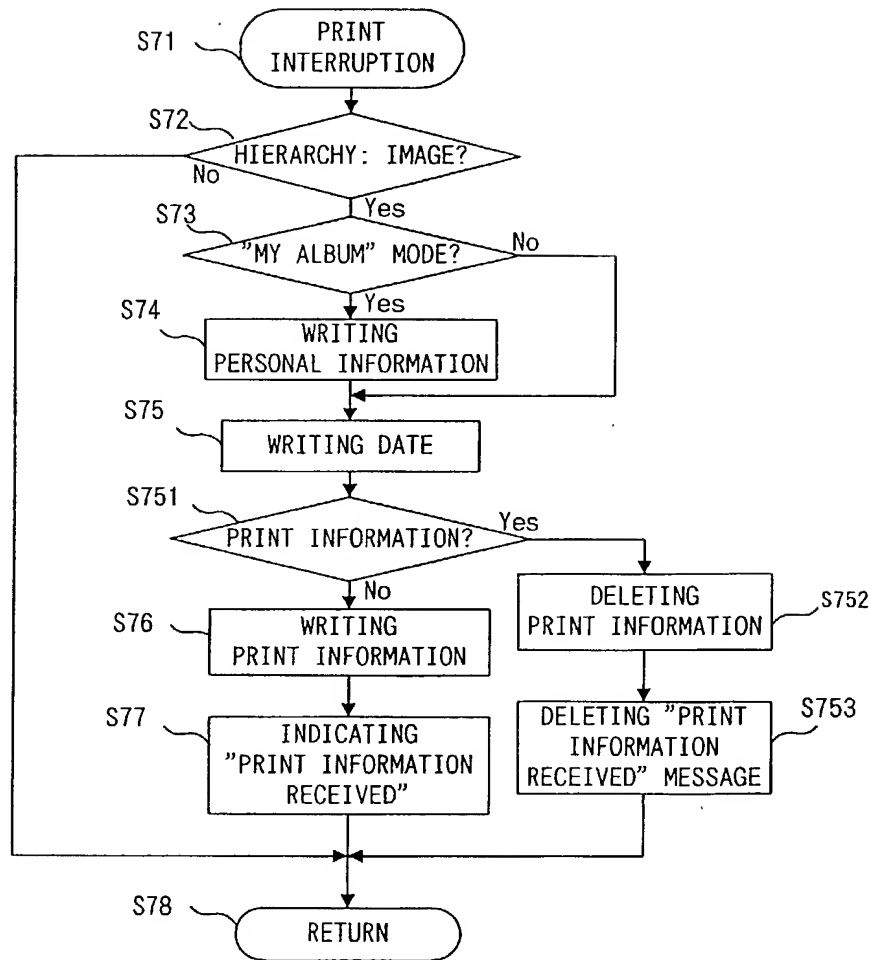 S71
PRINT
INTERRUPTION
S72
HIERARCHY: IMAGE?
No
Yes
S73
"MY ALBUM" MODE?
No
Yes
S74
WRITING
PERSONAL INFORMATION
S75
WRITING DATE
S751
PRINT INFORMATION?
Yes
No
S76
WRITING
PRINT INFORMATION
DELETING
PRINT INFORMATION
S752
S77
INDICATING
"PRINT INFORMATION
RECEIVED"
DELETING "PRINT
INFORMATION
RECEIVED" MESSAGE
S753
S78
RETURN